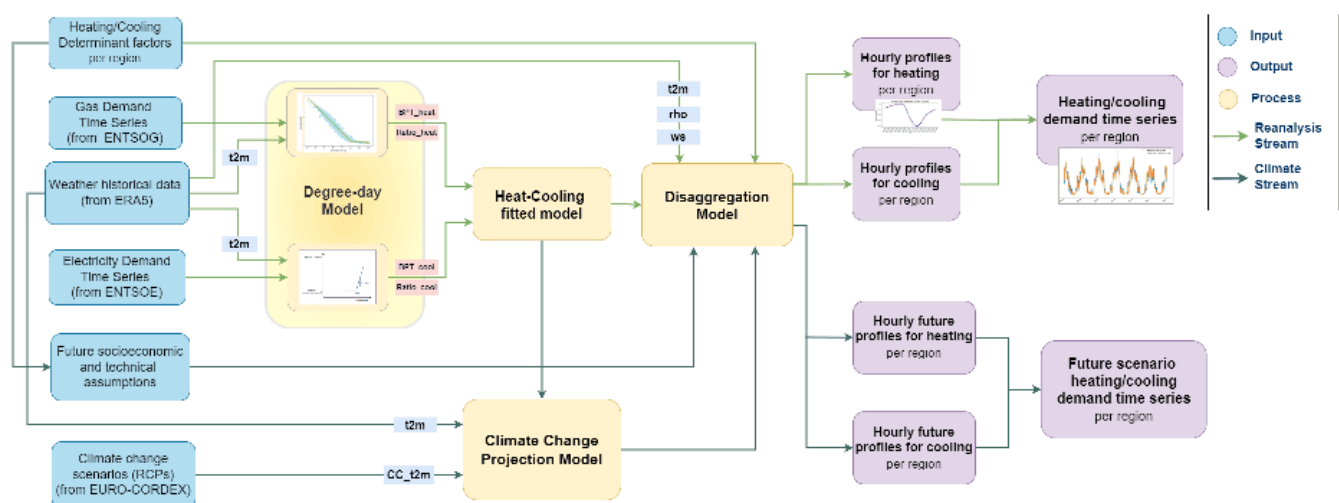 Heating/Cooling
Determinant factors
per region
Gas Demand
Time Series
(from ENTSOG)
Weather historical data
(from ERA5)
Electricity Demand
Time Series
(from ENTSOE)
Future socioeconomic
and technical
assumptions
Climate change
scenarios (RCPs)
(from EURO-CORDEX)
t2m
t2m
Degree-day
Model
BPT_heat
Ratio_heat
BPT_cool
Ratio_cool
Heat-Cooling
fitted model
t2m
CC_t2m
Climate Change
Projection Model
t2m
rho
ws
Disaggregation
Model
Hourly profiles
for heating
per region
Hourly profiles
for cooling
per region
Heating/cooling
demand time series
per region
Hourly future
profiles for heating
per region
Hourly future
profiles for cooling
per region
Future scenario
heating/cooling
demand time series
per region
Input
Output
Process
Reanalysis
Stream
Climate
Stream